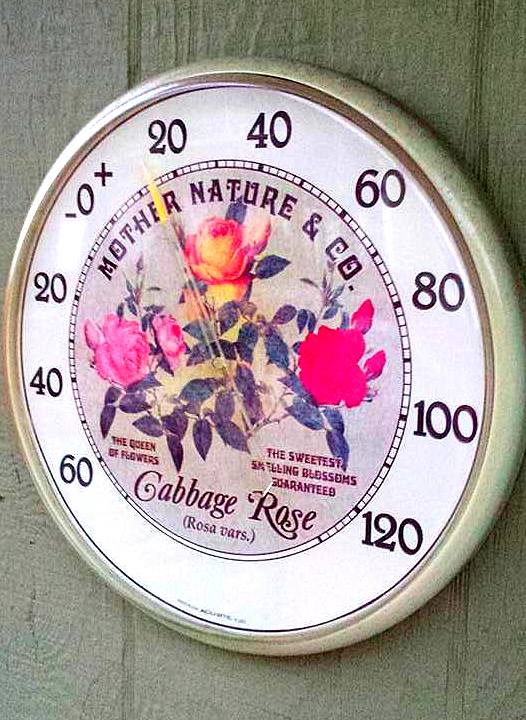 20 40
-0+ 60
20 80
40 100
60 120
MOTHER NATURE & CO.
THE QUEEN
OF FLOWERS
THE SWEETEST,
SMELLING BLOSSOMS
GUARANTEED
Cabbage Rose
(Rosa vars.)